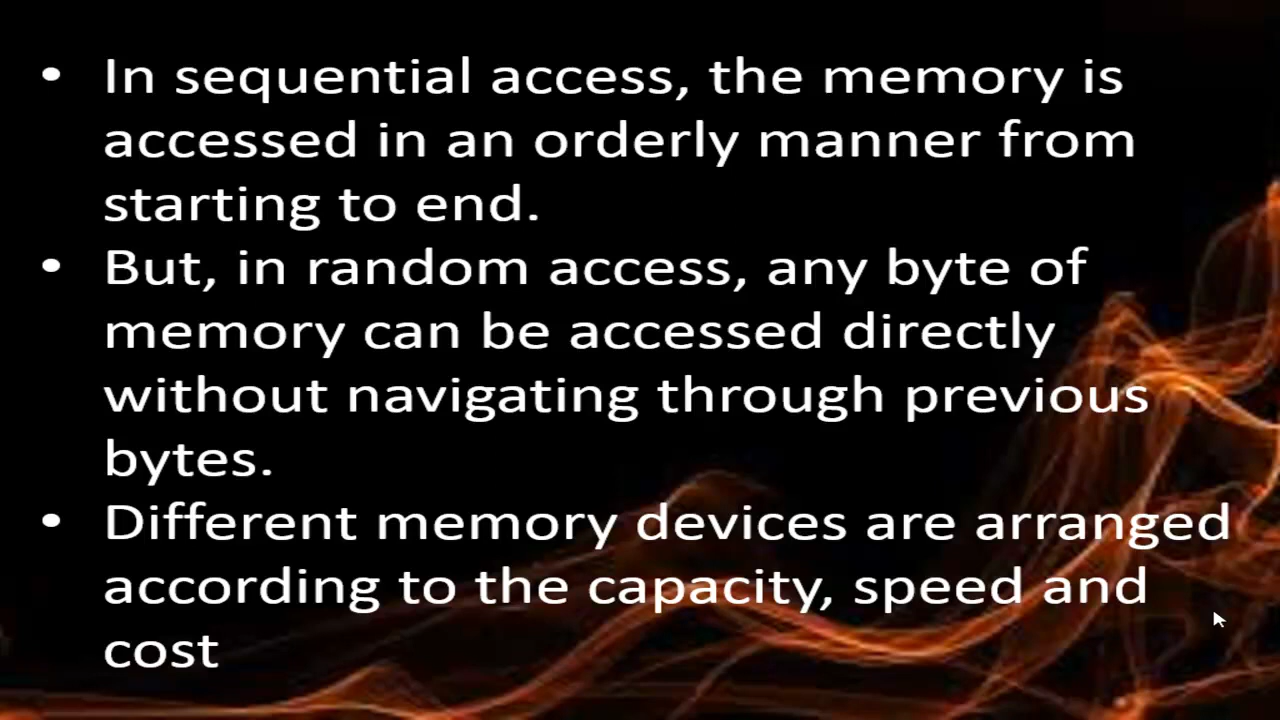 • In sequential access, the memory is
accessed in an orderly manner from
starting to end.
• But, in random access, any byte of
memory can be accessed directly
without navigating through previous
bytes.
• Different memory devices are arranged
according to the capacity, speed and
cost